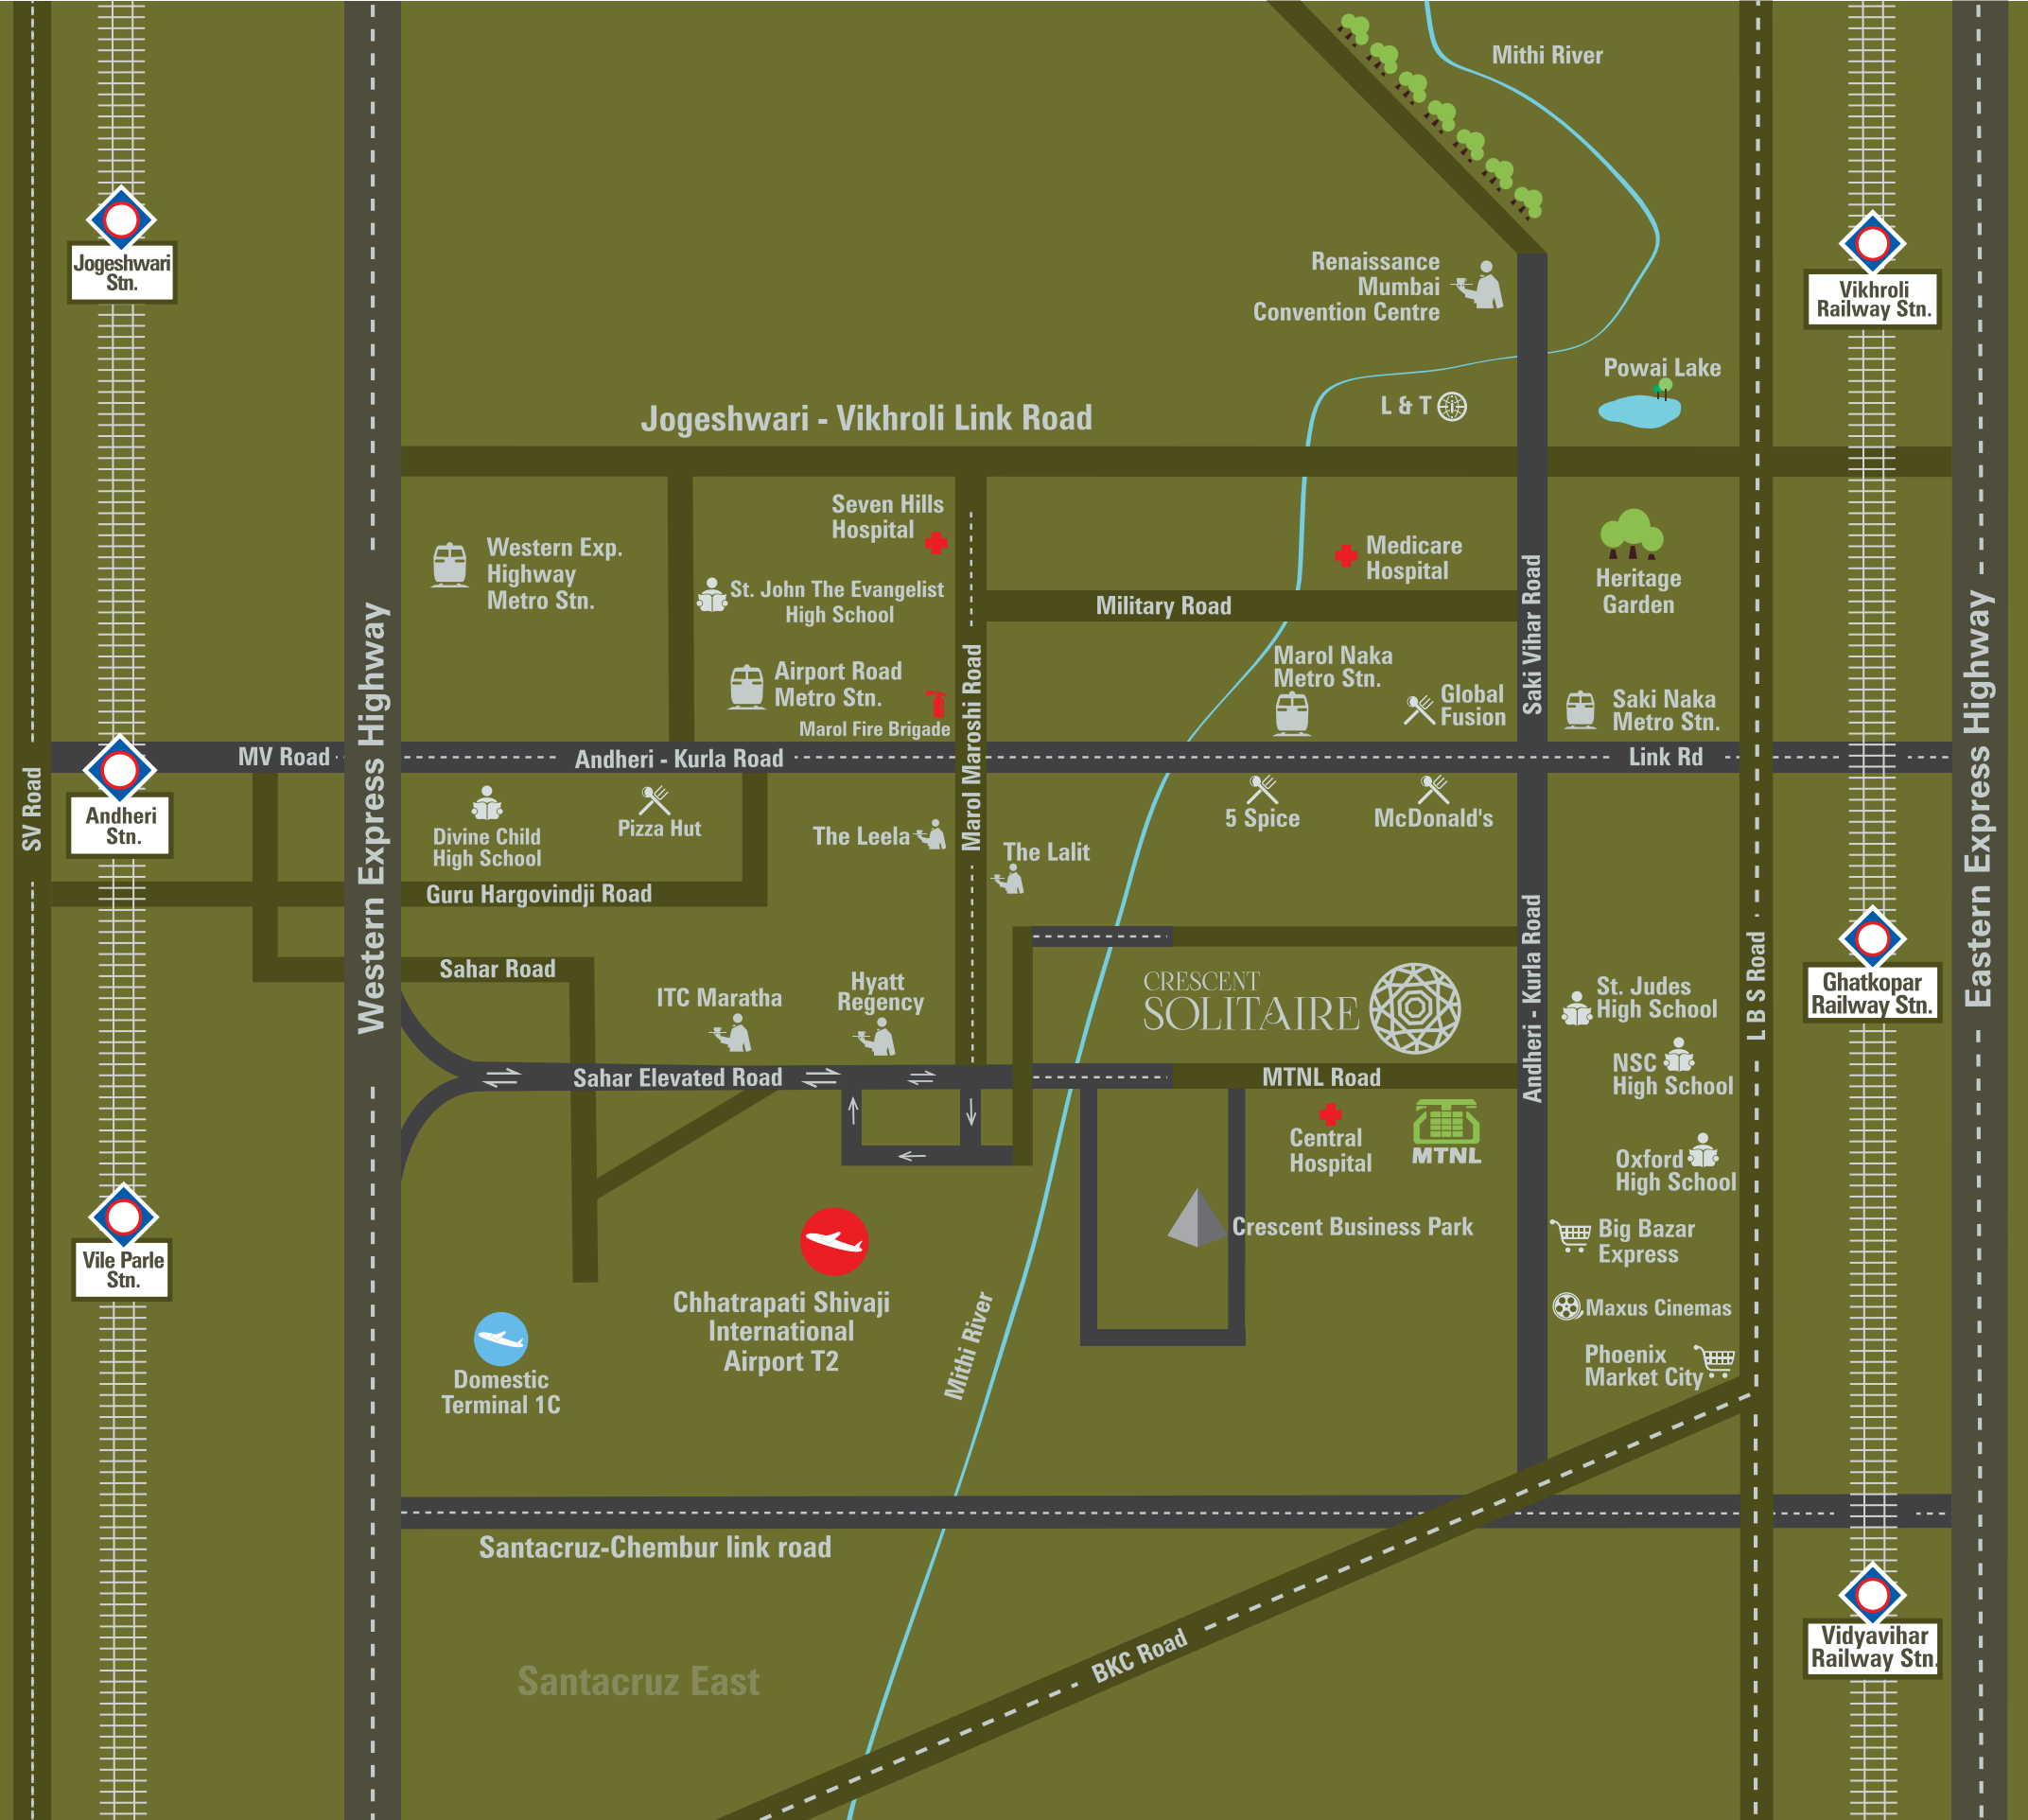 Mithi River
Jogeshwari
Stn.
Renaissance
Mumbai
Convention Centre
Vikhroli
Railway Stn.
Powai Lake
L & T
Jogeshwari - Vikhroli Link Road
Seven Hills
Hospital
Western Exp.
Highway
Metro Stn.
Medicare
Hospital
St. John The Evangelist
High School
Heritage
Garden
Military Road
Saki Vihar Road
Marol Naka
Metro Stn.
Airport Road
Metro Stn.
Global
Fusion
Saki Naka
Metro Stn.
Marol Fire Brigade
Marol Maroshi Road
Western Express Highway
Eastern Express Highway
MV Road
Andheri - Kurla Road
Link Rd
SV Road
Andheri
Stn.
Divine Child
High School
Pizza Hut
The Leela
The Lalit
5 Spice
McDonald's
Guru Hargovindji Road
Sahar Road
ITC Maratha
Hyatt
Regency
CRESCENT
SOLITAIRE
Andheri - Kurla Road
St. Judes
High School
L B S Road
Ghatkopar
Railway Stn.
NSC
High School
Sahar Elevated Road
MTNL Road
Central
Hospital
MTNL
Oxford
High School
Crescent Business Park
Big Bazar
Express
Vile Parle
Stn.
Chhatrapati Shivaji
International
Airport T2
Mithi River
Maxus Cinemas
Phoenix
Market City
Domestic
Terminal 1C
Santacruz-Chembur link road
BKC Road
Vidyavihar
Railway Stn.
Santacruz East